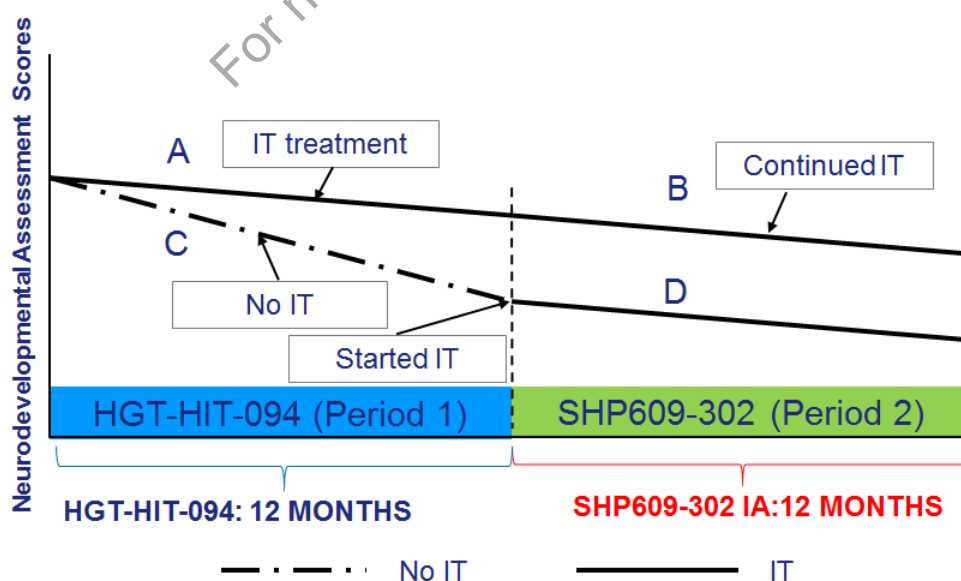 For n
Neurodevelopmental Assessment Scores
A
IT treatment
B
Continued IT
C
No IT
D
Started IT
HGT-HIT-094 (Period 1)
SHP609-302 (Period 2)
HGT-HIT-094: 12 MONTHS
SHP609-302 IA:12 MONTHS
No IT
IT